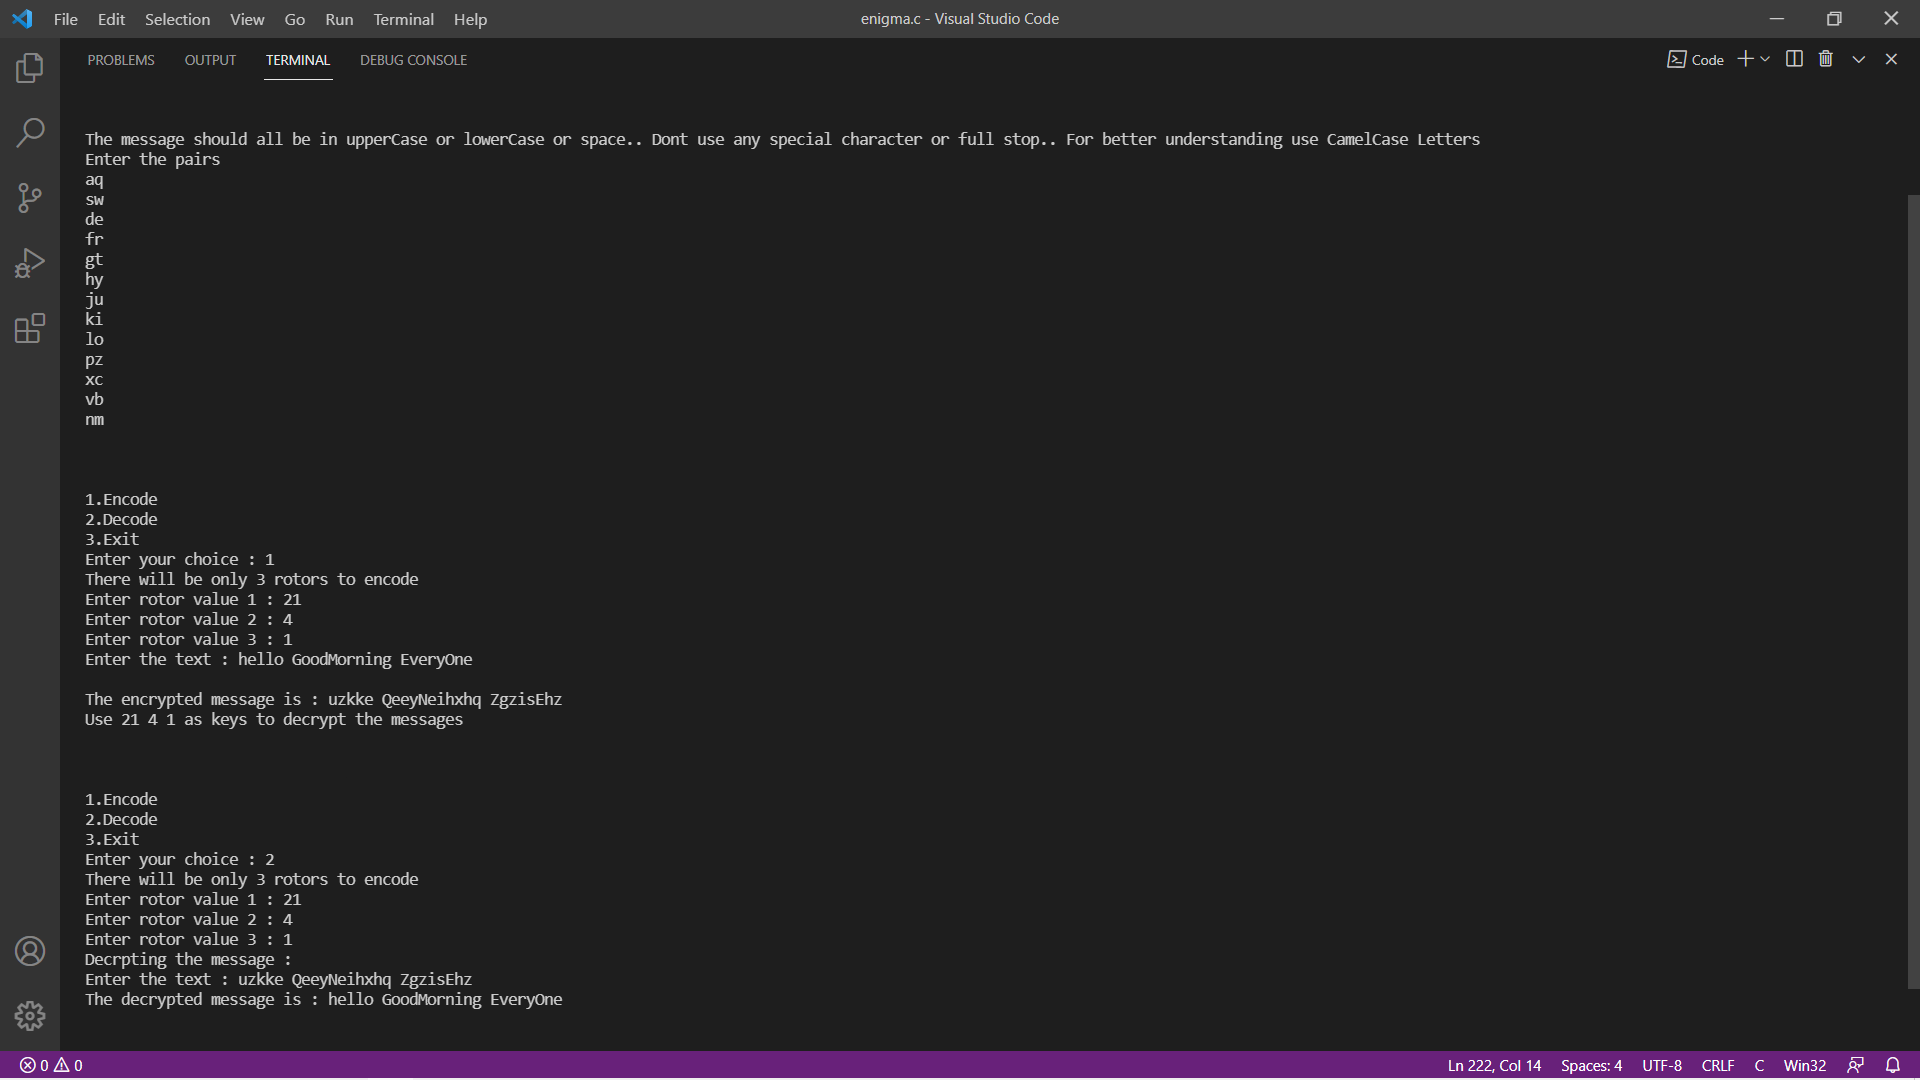 File Edit Selection View Go Run Terminal Help
enigma.c - Visual Studio Code
PROBLEMS OUTPUT TERMINAL DEBUG CONSOLE
Code
The message should all be in upperCase or lowerCase or space.. Dont use any special character or full stop.. For better understanding use CamelCase Letters
Enter the pairs
aq
sw
de
fr
gt
hy
ju
ki
lo
pz
xc
vb
nm
1.Encode
2.Decode
3.Exit
Enter your choice : 1
There will be only 3 rotors to encode
Enter rotor value 1 : 21
Enter rotor value 2 : 4
Enter rotor value 3 : 1
Enter the text : hello GoodMorning EveryOne
The encrypted message is : uzkke QeeyNeihxhq ZgzisEhz
Use 21 4 1 as keys to decrypt the messages
1.Encode
2.Decode
3.Exit
Enter your choice : 2
There will be only 3 rotors to encode
Enter rotor value 1 : 21
Enter rotor value 2 : 4
Enter rotor value 3 : 1
Decrpting the message :
Enter the text : uzkke QeeyNeihxhq ZgzisEhz
The decrypted message is : hello GoodMorning EveryOne
0 0
Ln 222, Col 14 Spaces: 4 UTF-8 CRLF C Win32